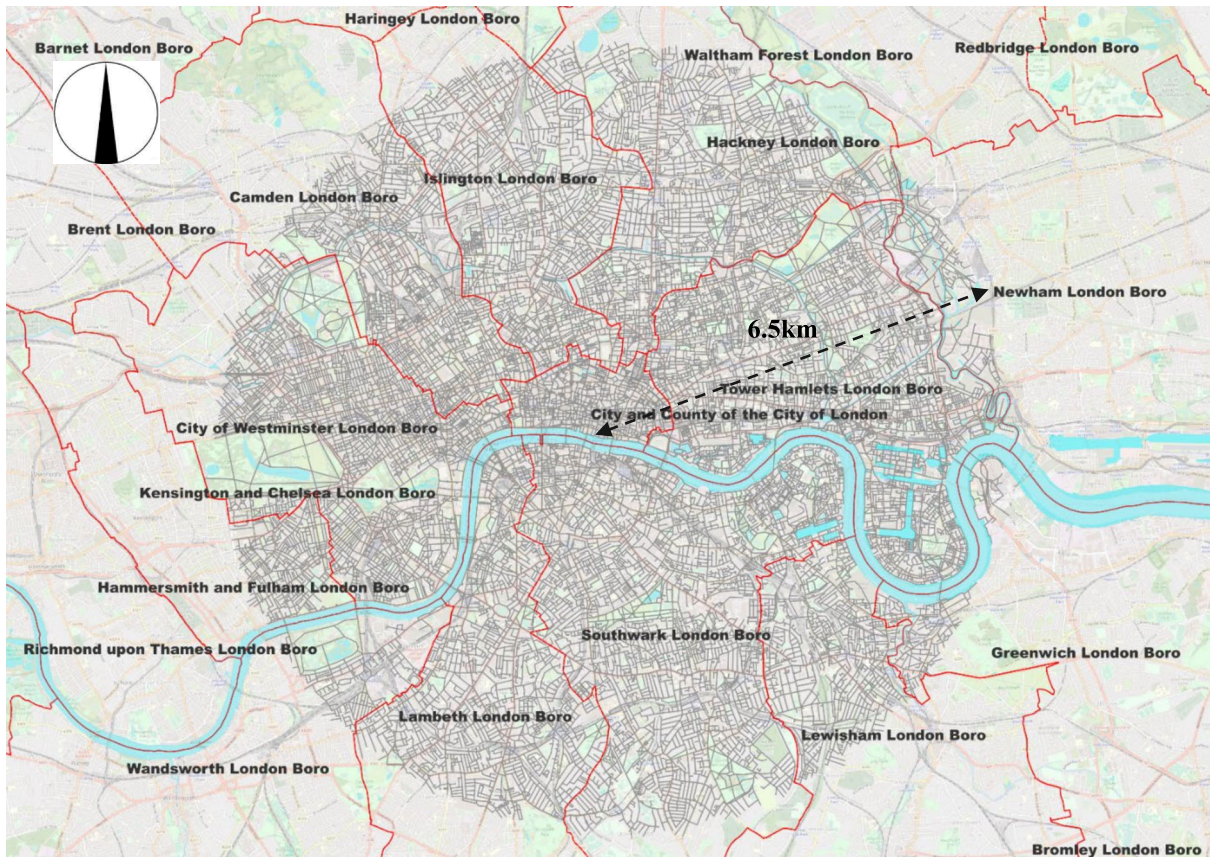 Haringey London Boro
Barnet London Boro
Redbridge London Boro
Waltham Forest London Boro
Hackney London Boro
Islington London Boro
Camden London Boro
Brent London Boro
Newham London Boro
6.5km
Tower Hamlets London Boro
City and County of the City of London
City of Westminster London Boro
Kensington and Chelsea London Boro
Hammersmith and Fulham London Boro
Southwark London Boro
Richmond upon Thames London Boro
Greenwich London Boro
Lambeth London Boro
Lewisham London Boro
Wandsworth London Boro
Bromley London Boro